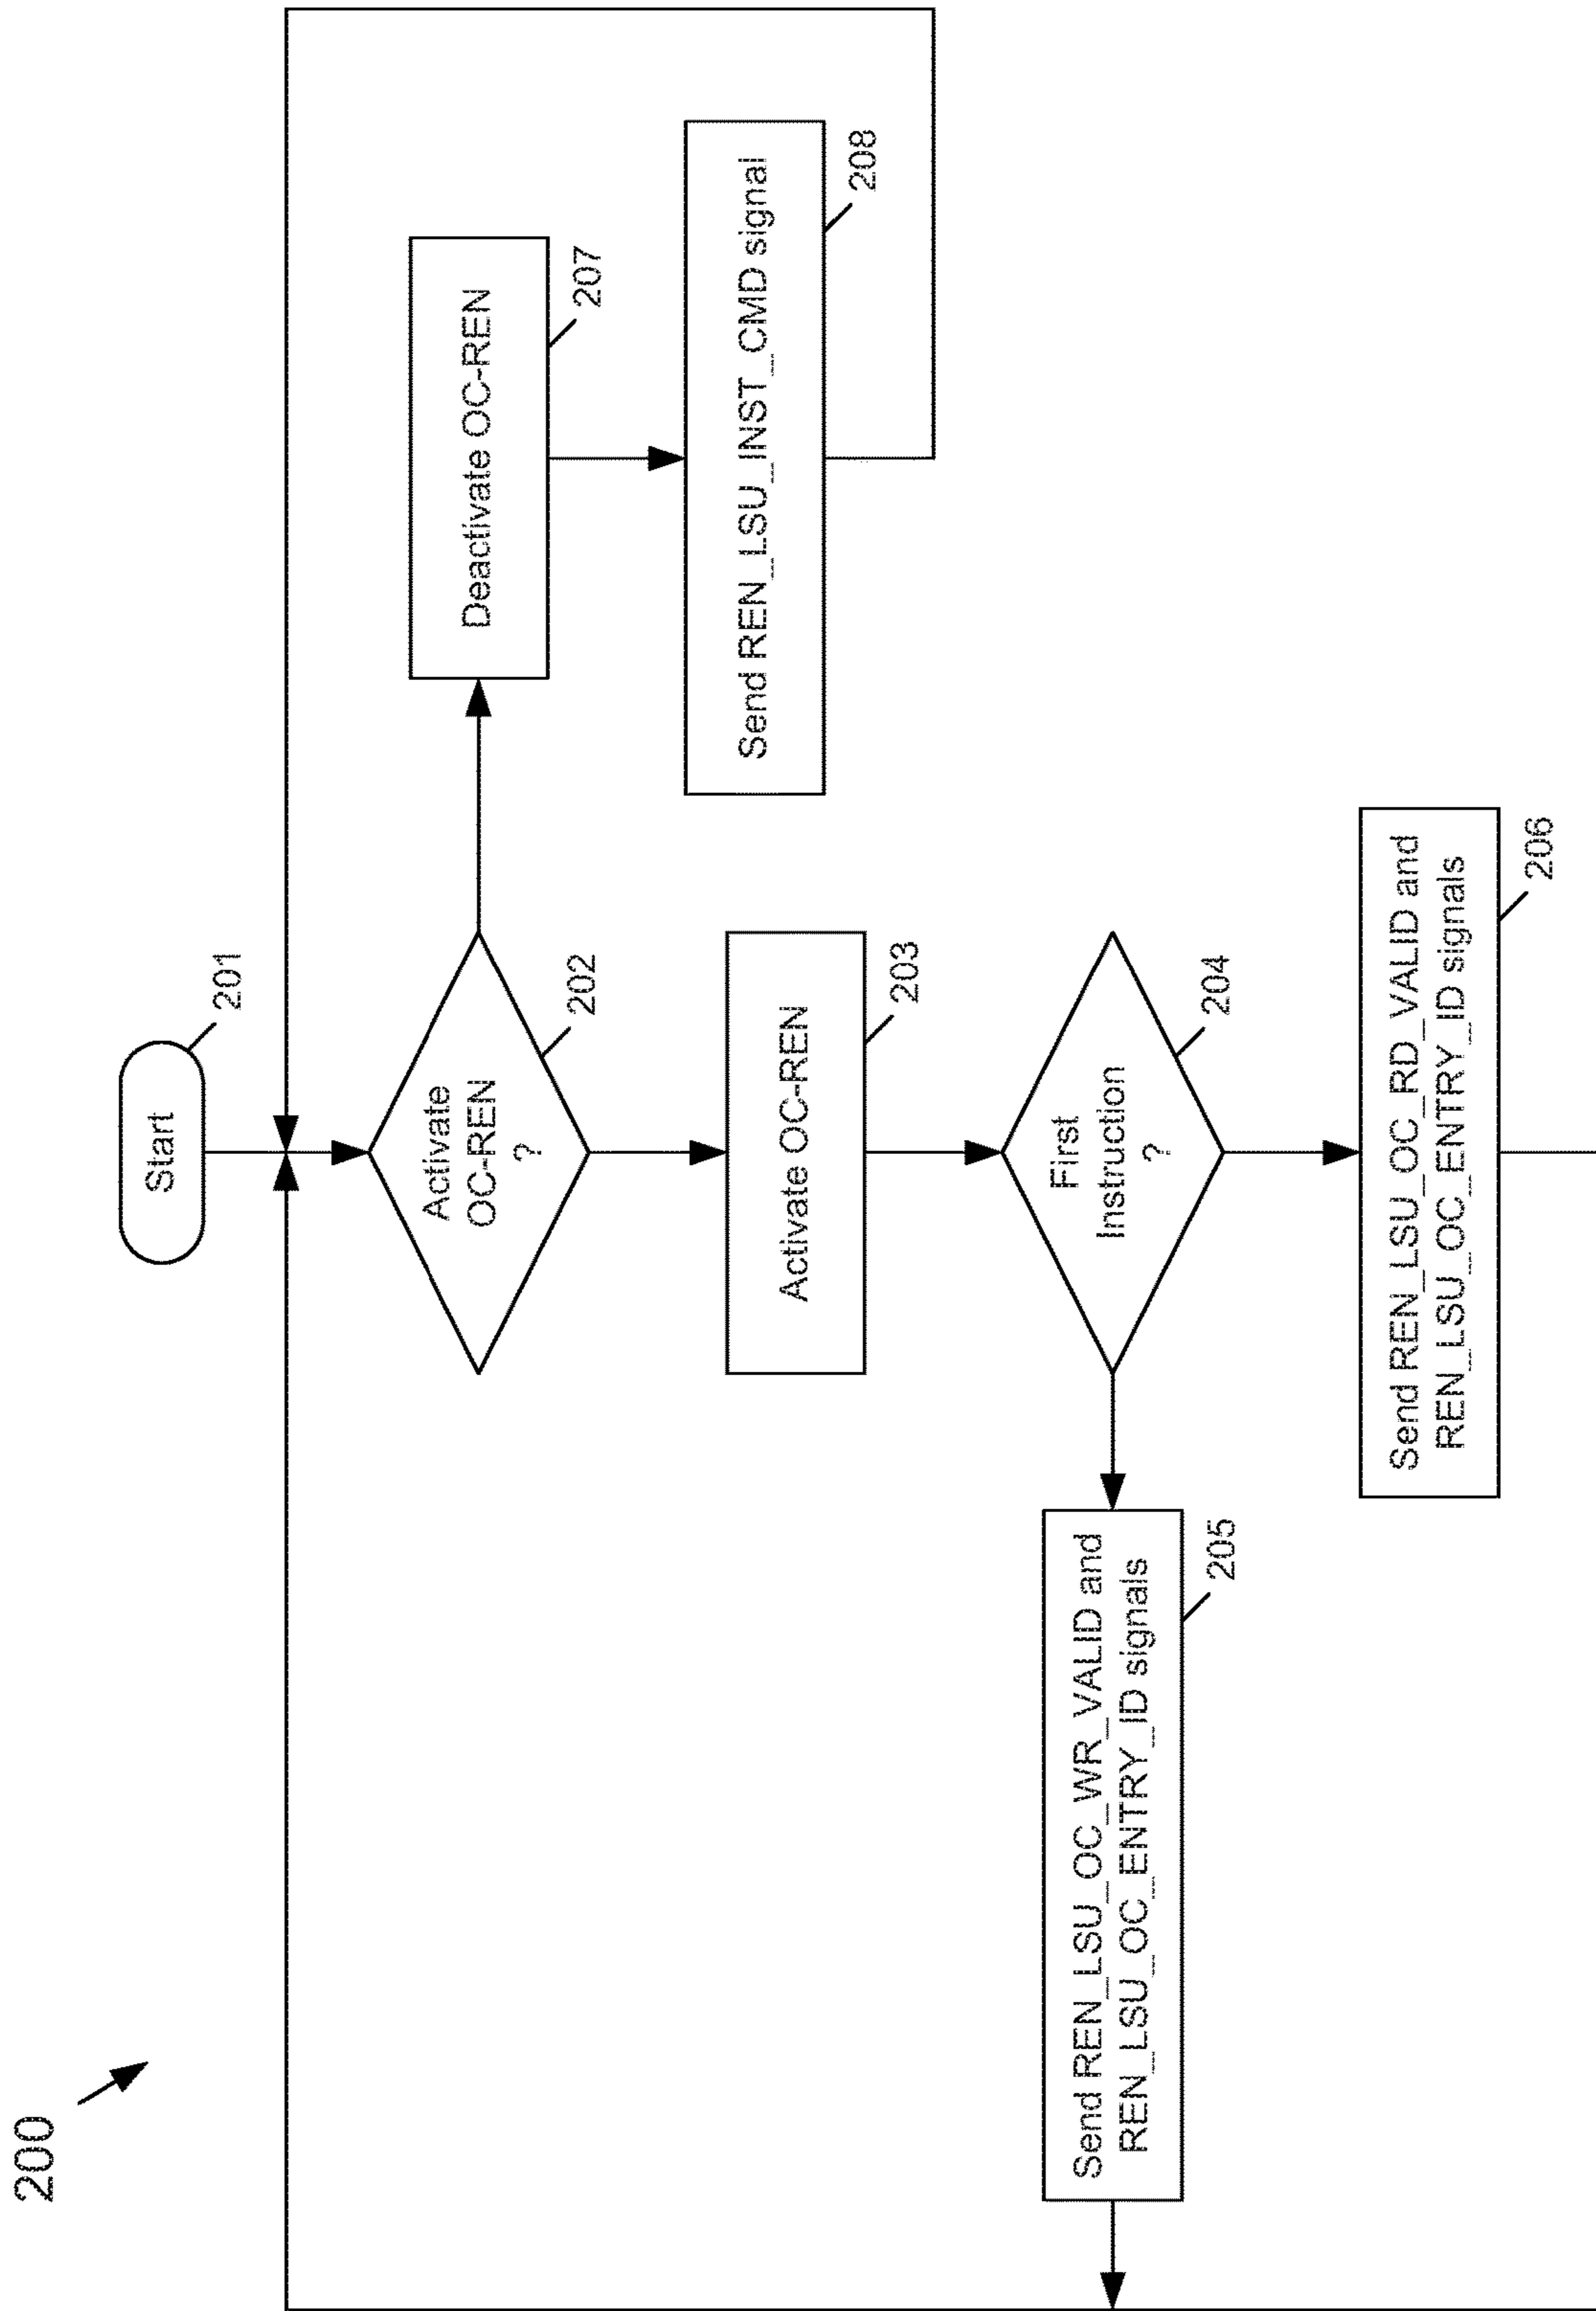 200
Start
201
Activate
OC-REN
?
202
Activate OC-REN
203
First
Instruction
?
204
Send REN_LSU_OC_WR_VALID and
REN_LSU_OC_ENTRY_ID signals
205
Send REN_LSU_OC_RD_VALID and
REN_LSU_OC_ENTRY_ID signals
206
Deactivate OC-REN
207
Send REN_LSU_INST_CMD signal
208